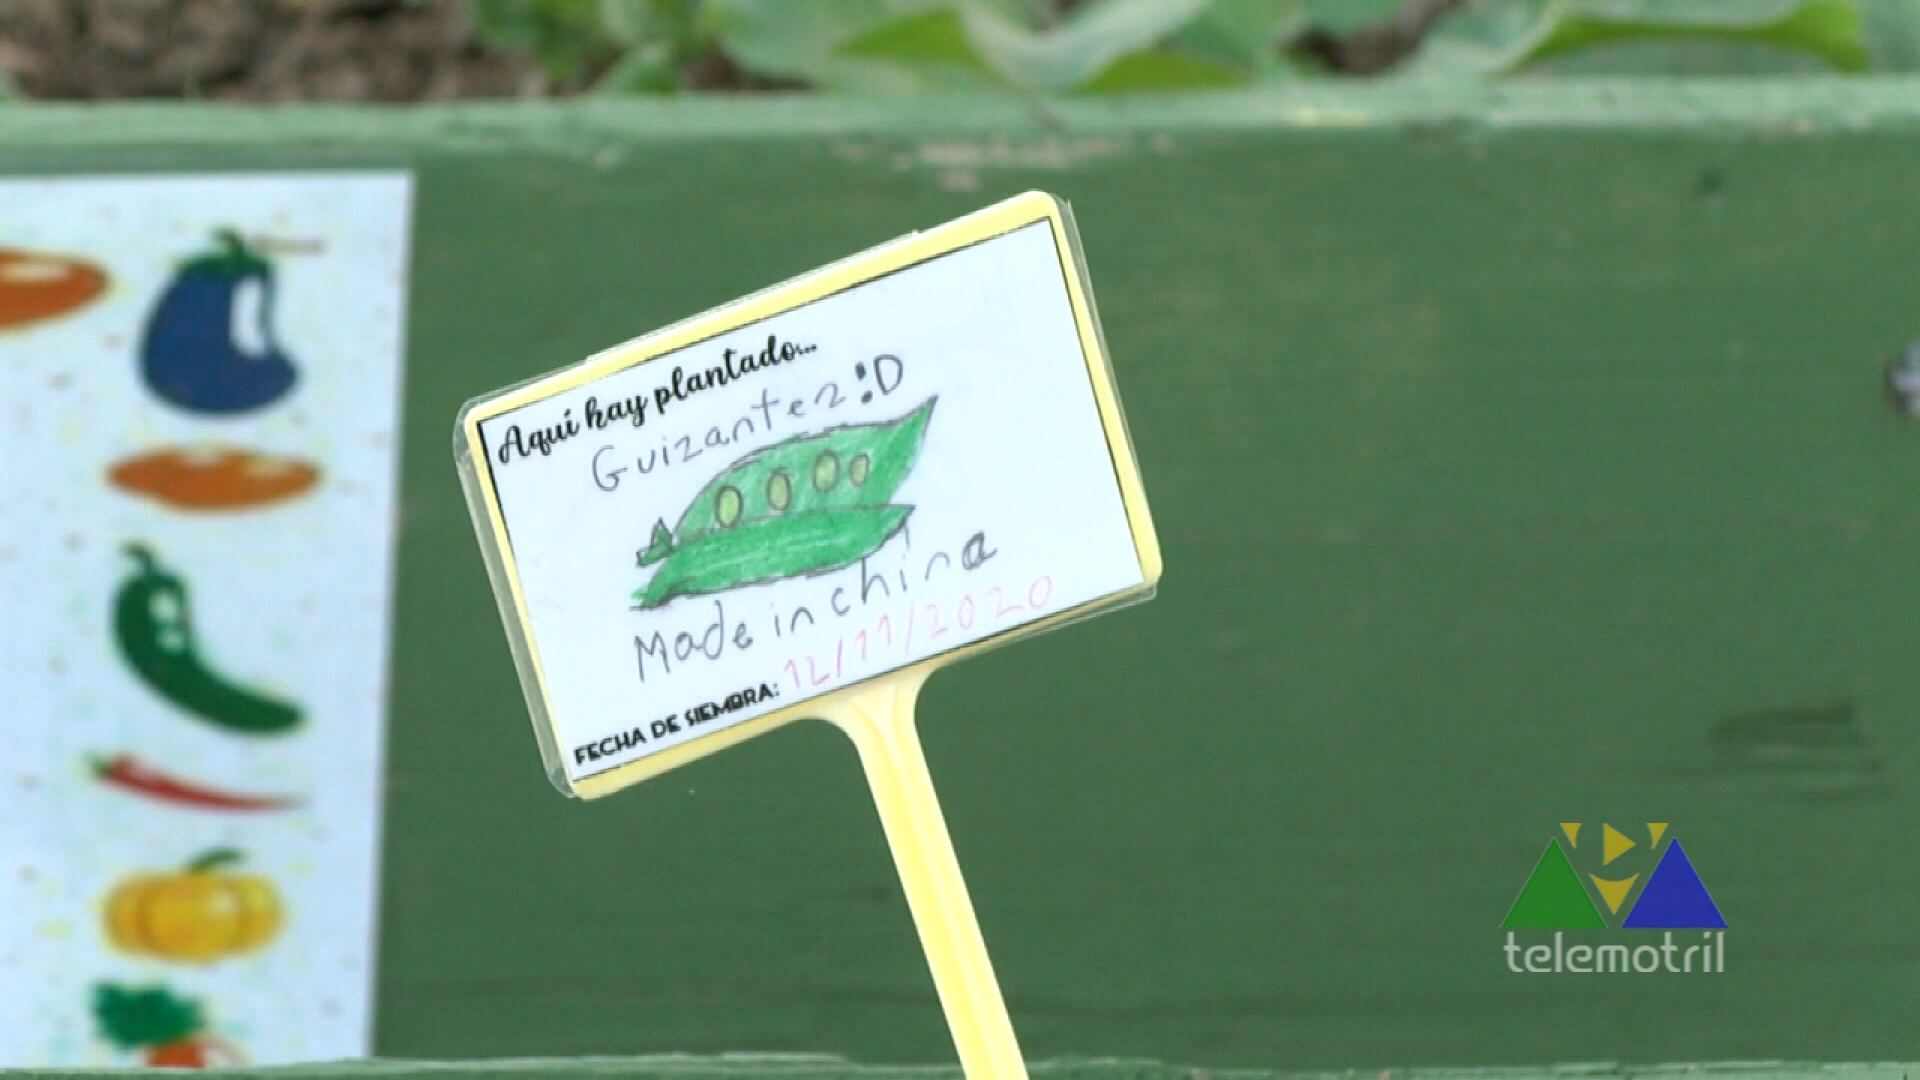 Aquí hay plantado...
Guizantez :D
Made in china
FECHA DE SIEMBRA: 12/11/2020
telemotril